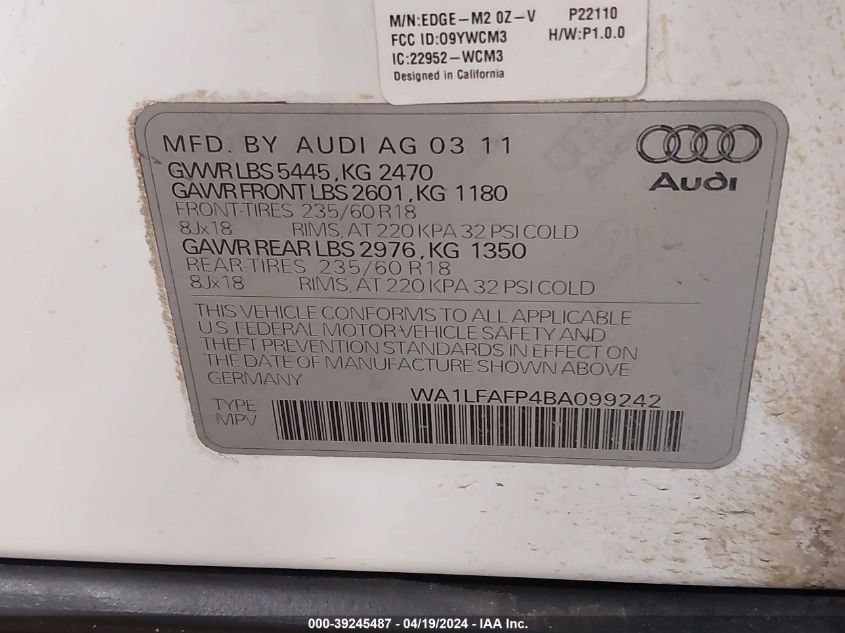 M/N:EDGE-M2 0Z-V P22110
FCC ID:O9YWCM3 H/W:P1.0.0
IC:22952-WCM3
Designed in California
MFD. BY AUDI AG 03 11
GVWR LBS 5445, KG 2470
GAWR FRONT LBS 2601, KG 1180
FRONT-TIRES 235/60 R18
8Jx18 RIMS, AT 220 KPA 32 PSI COLD
GAWR REAR LBS 2976, KG 1350
REAR-TIRES 235/60 R18
8Jx18 RIMS, AT 220 KPA 32 PSI COLD
Audi
THIS VEHICLE CONFORMS TO ALL APPLICABLE
U.S FEDERAL MOTOR VEHICLE SAFETY AND
THEFT PREVENTION STANDARDS IN EFFECT ON
THE DATE OF MANUFACTURE SHOWN ABOVE
GERMANY
WA1LFAFP4BA099242
TYPE
MPV
000-39245487 - 04/19/2024 - IAA Inc.